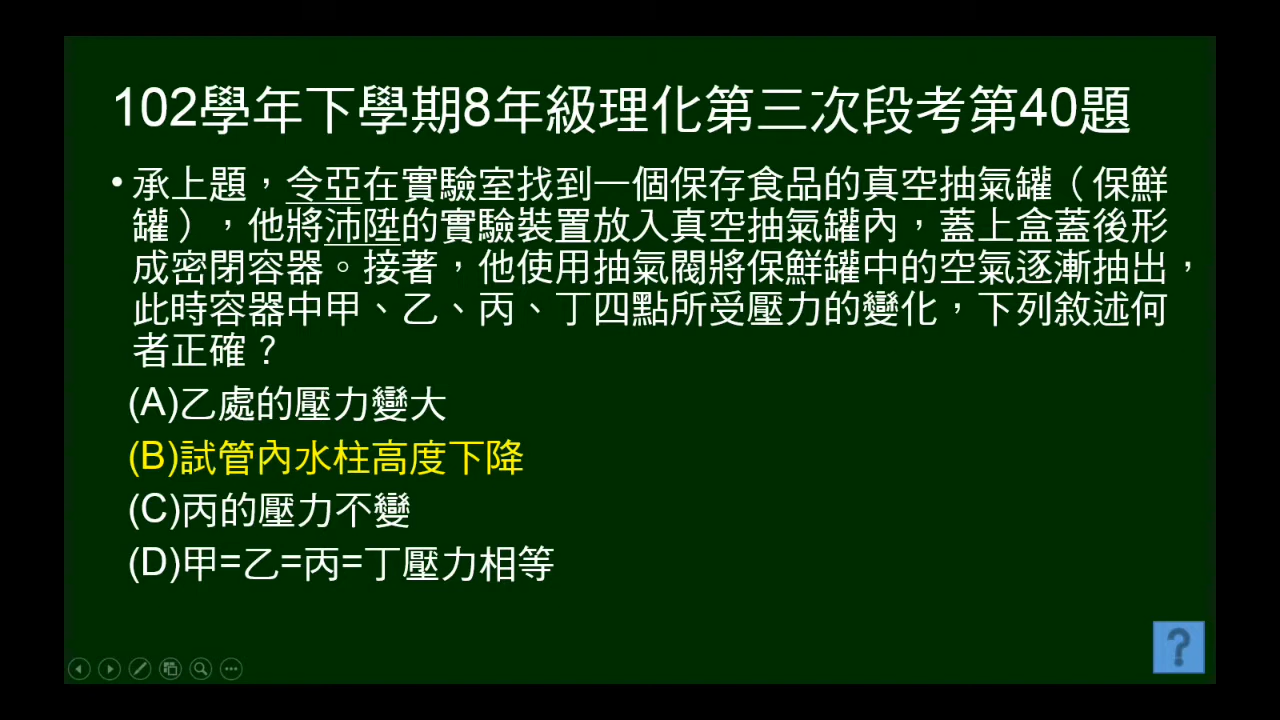 102學年下學期8年級理化第三次段考第40題
•承上題，令亞在實驗室找到一個保存食品的真空抽氣罐（保鮮
罐），他將沛陞的實驗裝置放入真空抽氣罐內，蓋上盒蓋後形
成密閉容器。接著，他使用抽氣閥將保鮮罐中的空氣逐漸抽出，
此時容器中甲、乙、丙、丁四點所受壓力的變化，下列敘述何
者正確？
(A)乙處的壓力變大
(B)試管內水柱高度下降
(C)丙的壓力不變
(D)甲=乙=丙=丁壓力相等
?